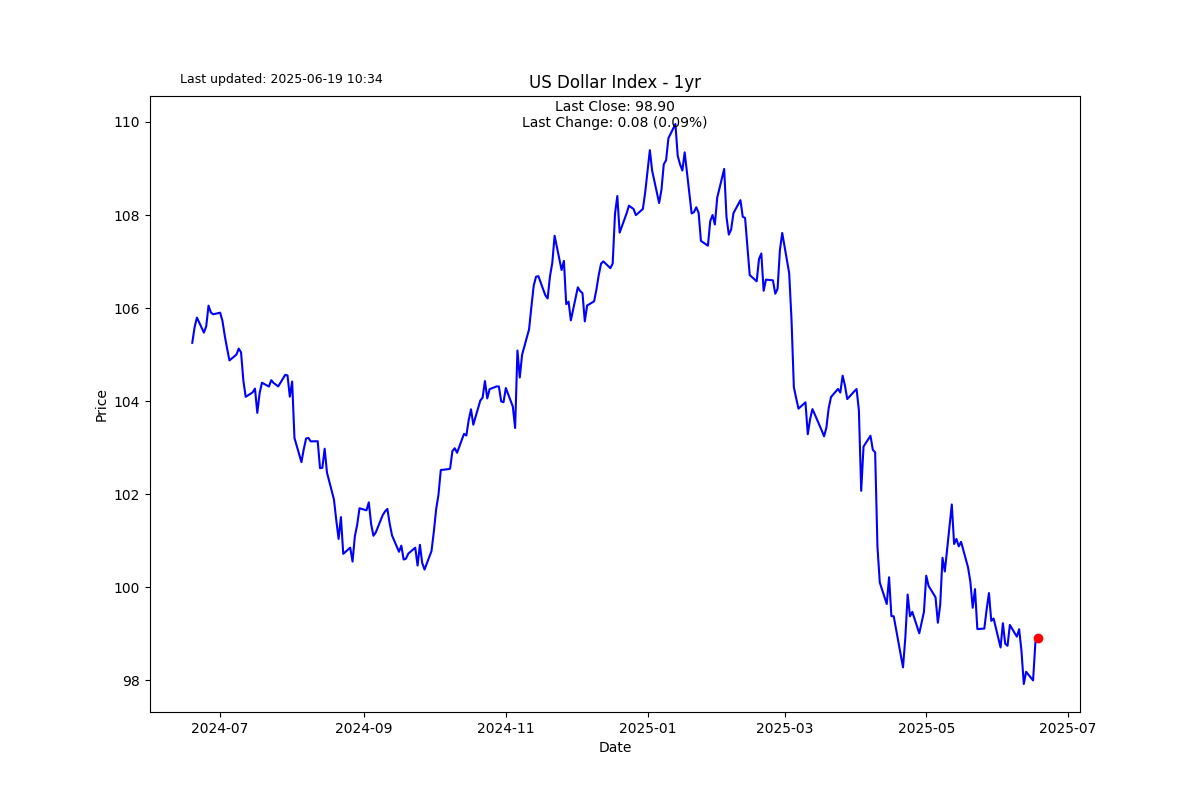 Last updated: 2025-06-19 10:34
US Dollar Index - 1yr
Last Close: 98.90
Last Change: 0.08 (0.09%)
110
108
106
104
102
100
98
Price
2024-07
2024-09
2024-11
2025-01
2025-03
2025-05
2025-07
Date